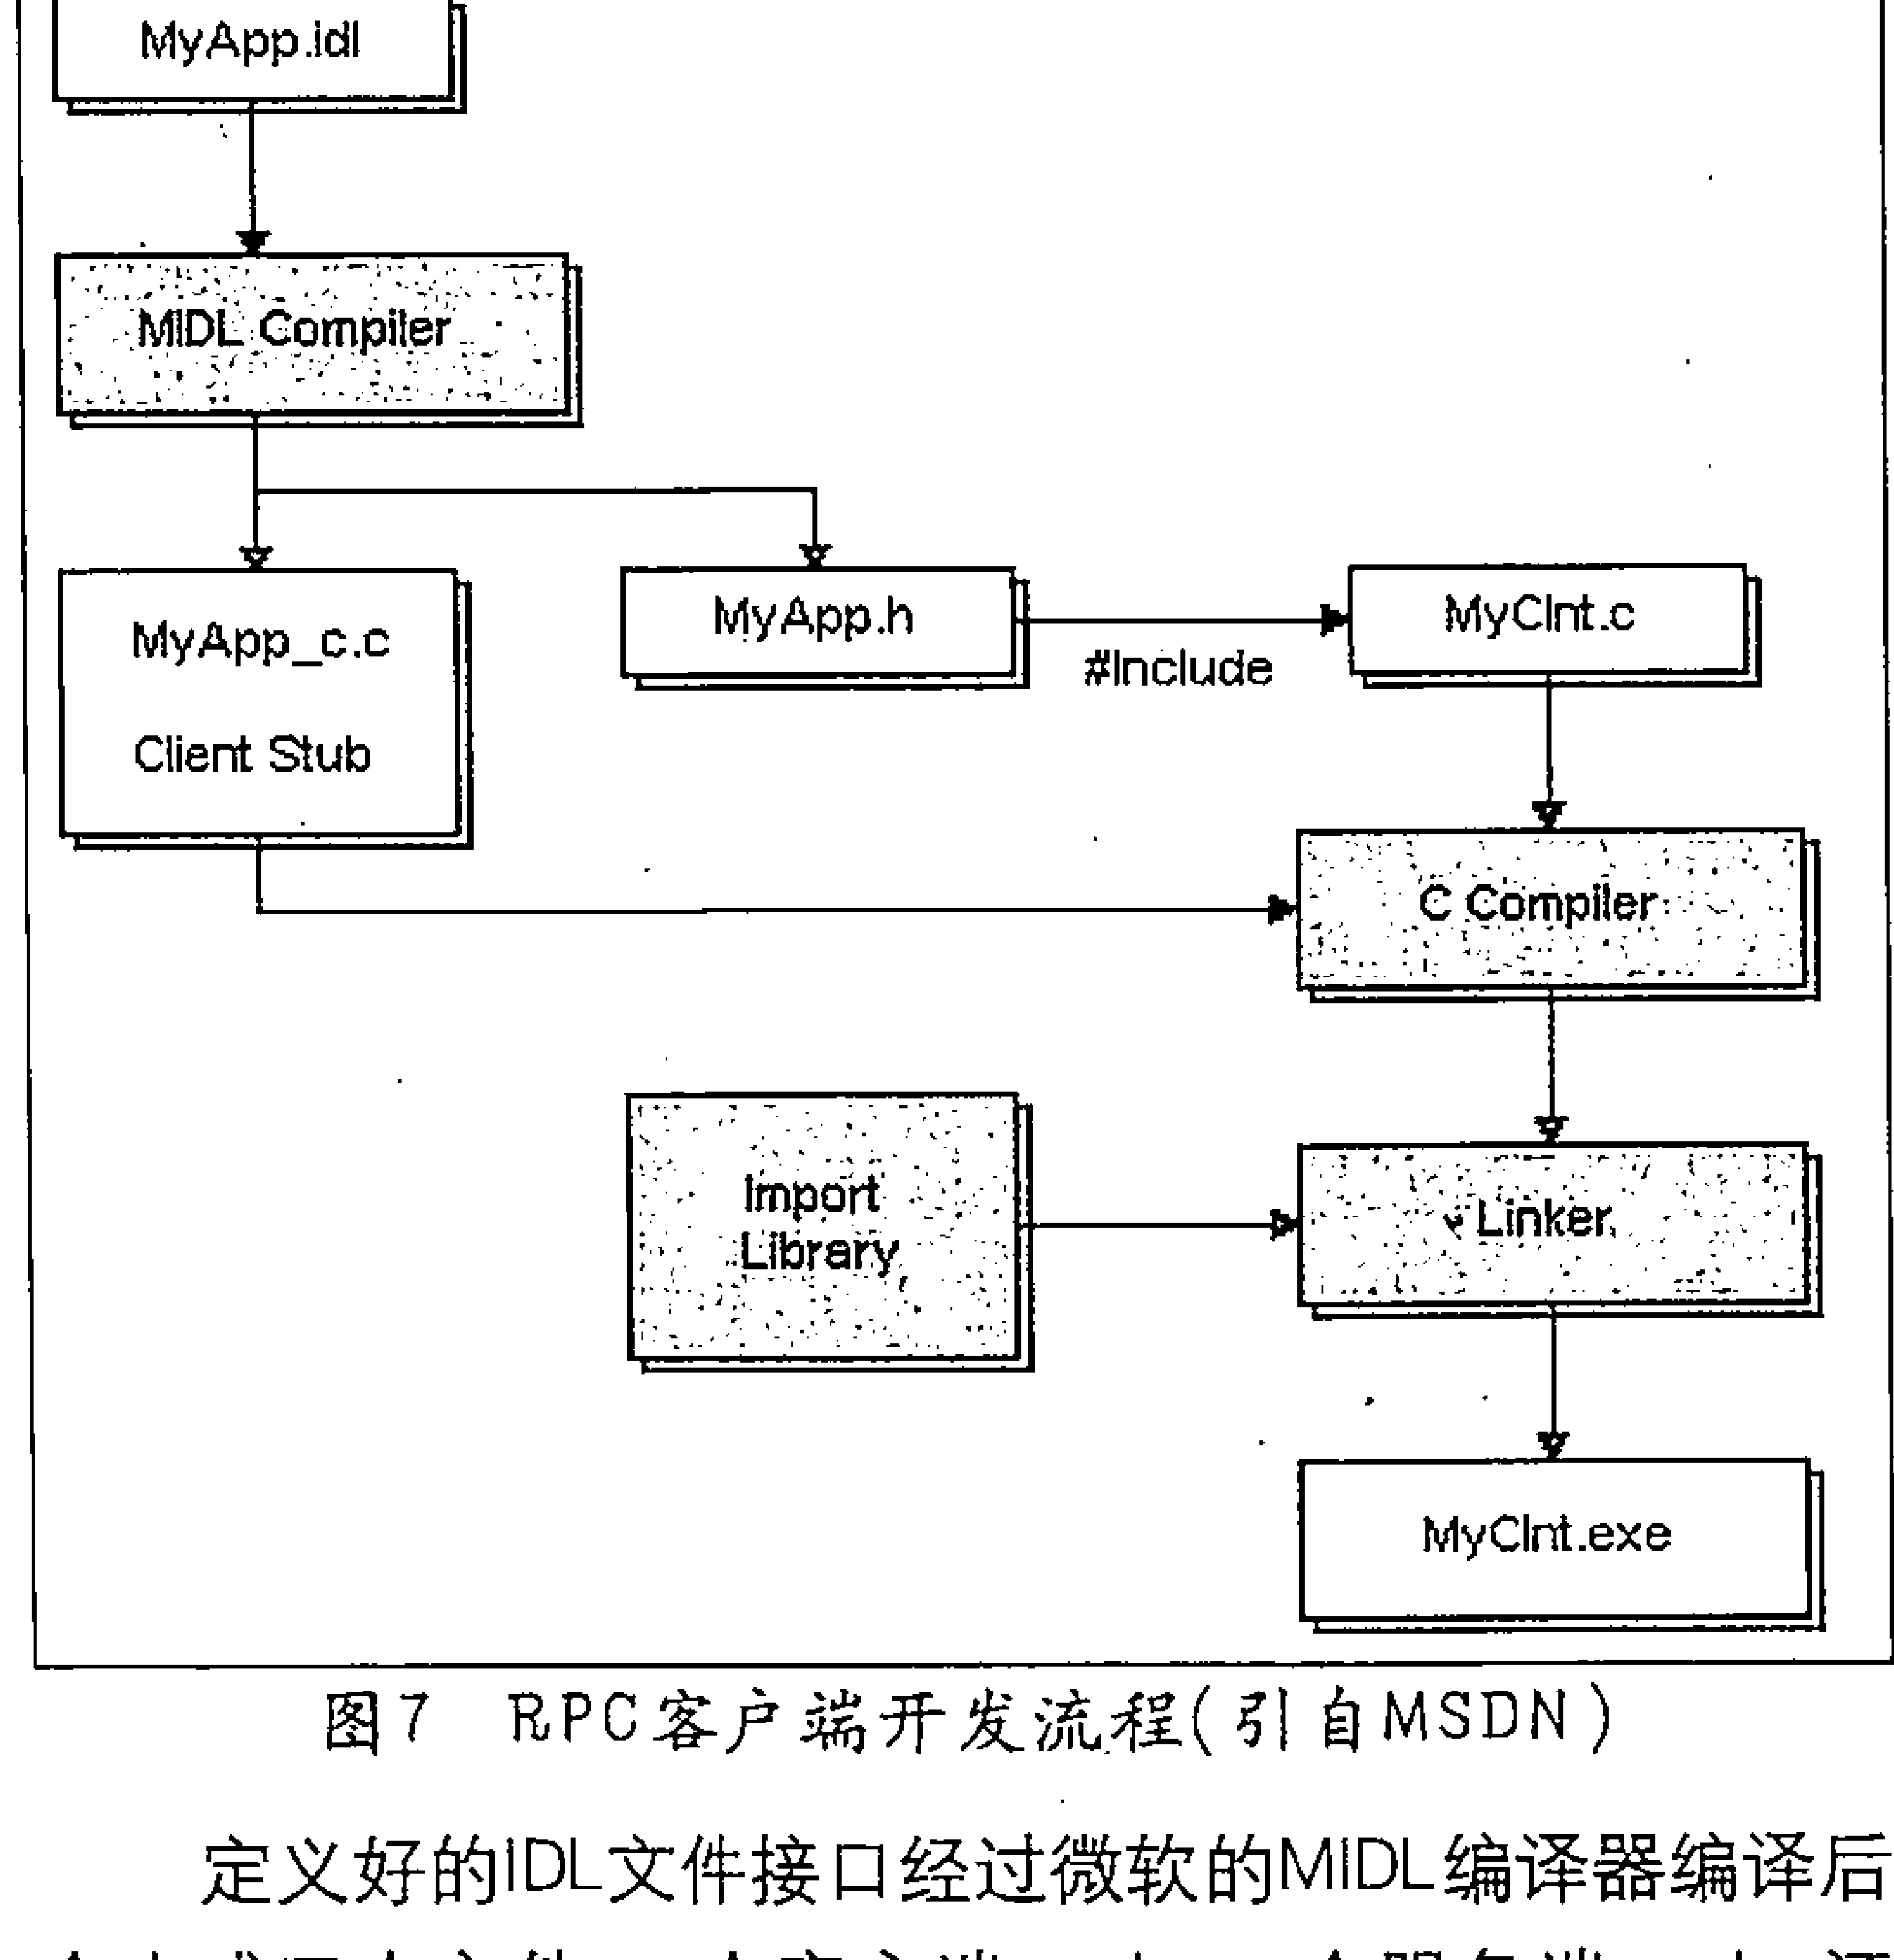 MyApp.idl
MIDL Compiler
MyApp_c.c
Client Stub
MyApp.h
#Include
MyClnt.c
C Compiler
Import
Library
Linker
MyClnt.exe
图7 RPC客户端开发流程(引自MSDN)
定义好的IDL文件接口经过微软的MIDL编译器编译后